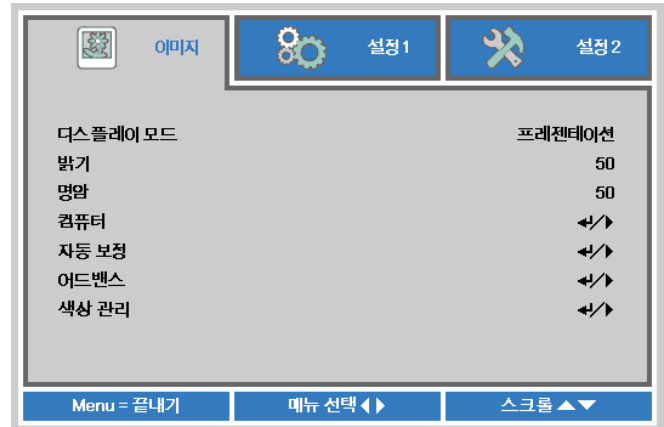 이미지 설정1 설정2
디스플레이 모드 프레젠테이션
밝기 50
명암 50
컴퓨터 ↵/▶
자동 보정 ↵/▶
어드밴스 ↵/▶
색상 관리 ↵/▶
Menu = 끝내기 메뉴 선택 ◀▶ 스크롤 ▲▼